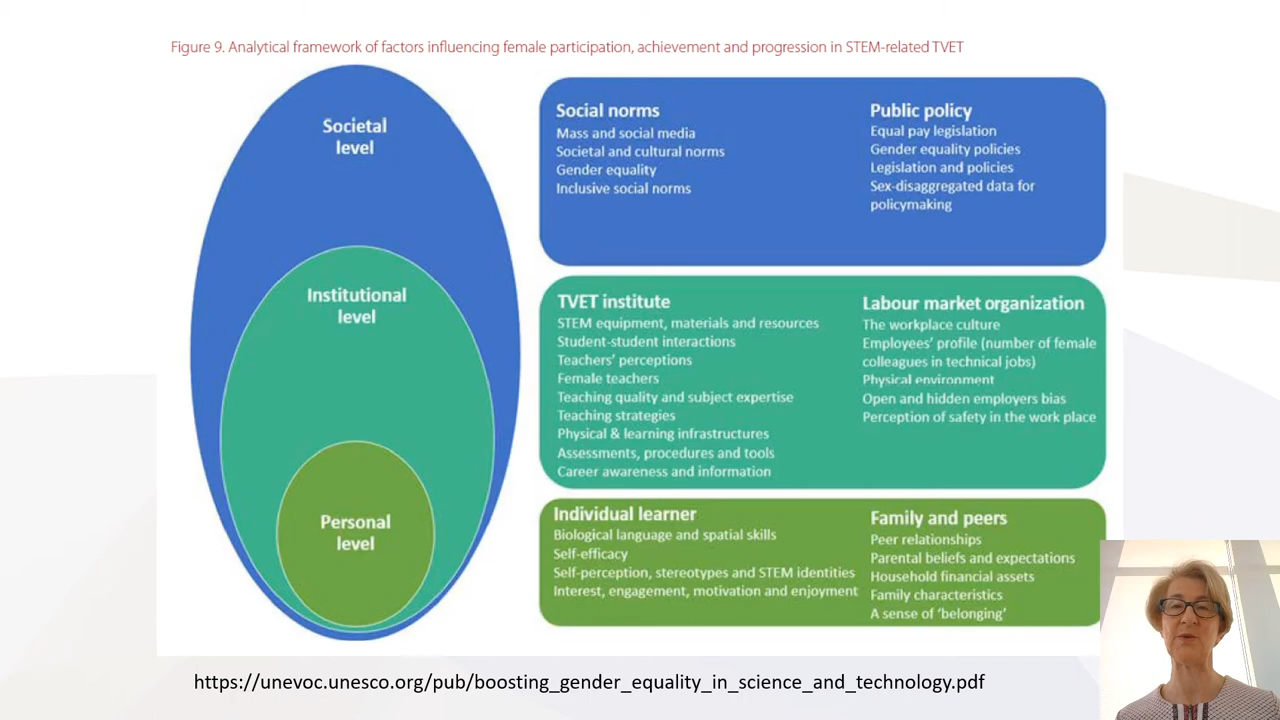 Figure 9. Analytical framework of factors influencing female participation, achievement and progression in STEM-related TVET
Societal
level
Social norms
Mass and social media
Societal and cultural norms
Gender equality
Inclusive social norms
Public policy
Equal pay legislation
Gender equality policies
Legislation and policies
Sex-disaggregated data for
policymaking
Institutional
level
TVET institute
STEM equipment, materials and resources
Student-student interactions
Teachers' perceptions
Female teachers
Teaching quality and subject expertise
Teaching strategies
Physical & learning infrastructures
Assessments, procedures and tools
Career awareness and information
Labour market organization
The workplace culture
Employees' profile (number of female
colleagues in technical jobs)
Physical environment
Open and hidden employers bias
Perception of safety in the work place
Personal
level
Individual learner
Biological language and spatial skills
Self-efficacy
Self-perception, stereotypes and STEM identities
Interest, engagement, motivation and enjoyment
Family and peers
Peer relationships
Parental beliefs and expectations
Household financial assets
Family characteristics
A sense of 'belonging'
https://unevoc.unesco.org/pub/boosting_gender_equality_in_science_and_technology.pdf